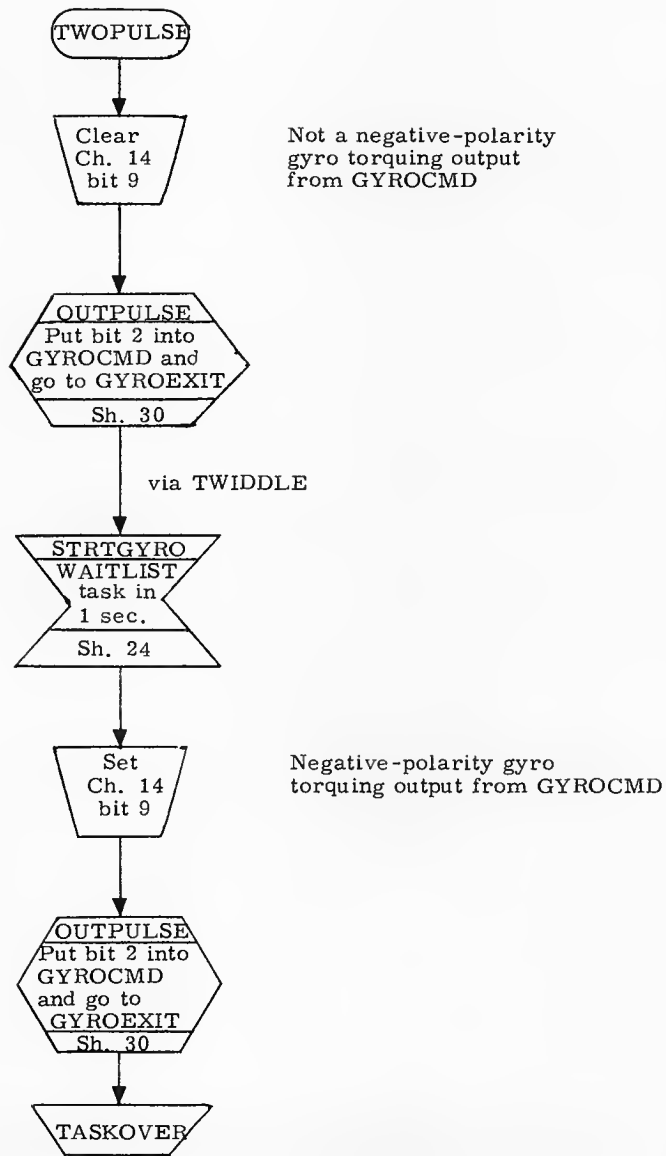 TWOPULSE
Clear
Ch. 14
bit 9
Not a negative-polarity
gyro torquing output
from GYROCMD
OUTPULSE
Put bit 2 into
GYROCMD and
go to GYROEXIT
Sh. 30
via TWIDDLE
STRTGYRO
WAITLIST
task in
1 sec.
Sh. 24
Set
Ch. 14
bit 9
Negative-polarity gyro
torquing output from GYROCMD
OUTPULSE
Put bit 2 into
GYROCMD
and go to
GYROEXIT
Sh. 30
TASKOVER